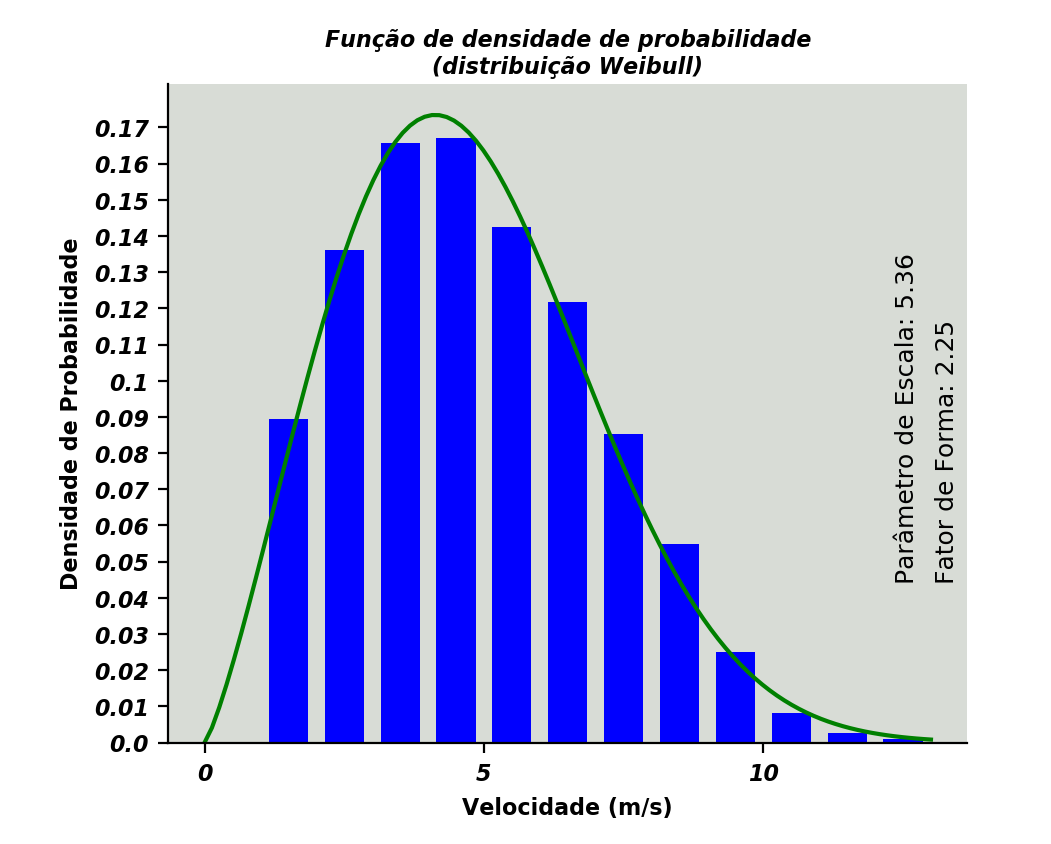 Função de densidade de probabilidade
(distribuição Weibull)
0.17
0.16
0.15
0.14
0.13
0.12
0.11
0.1
0.09
0.08
0.07
0.06
0.05
0.04
0.03
0.02
0.01
0.0
Densidade de Probabilidade
Parâmetro de Escala: 5.36
Fator de Forma: 2.25
0 5 10
Velocidade (m/s)